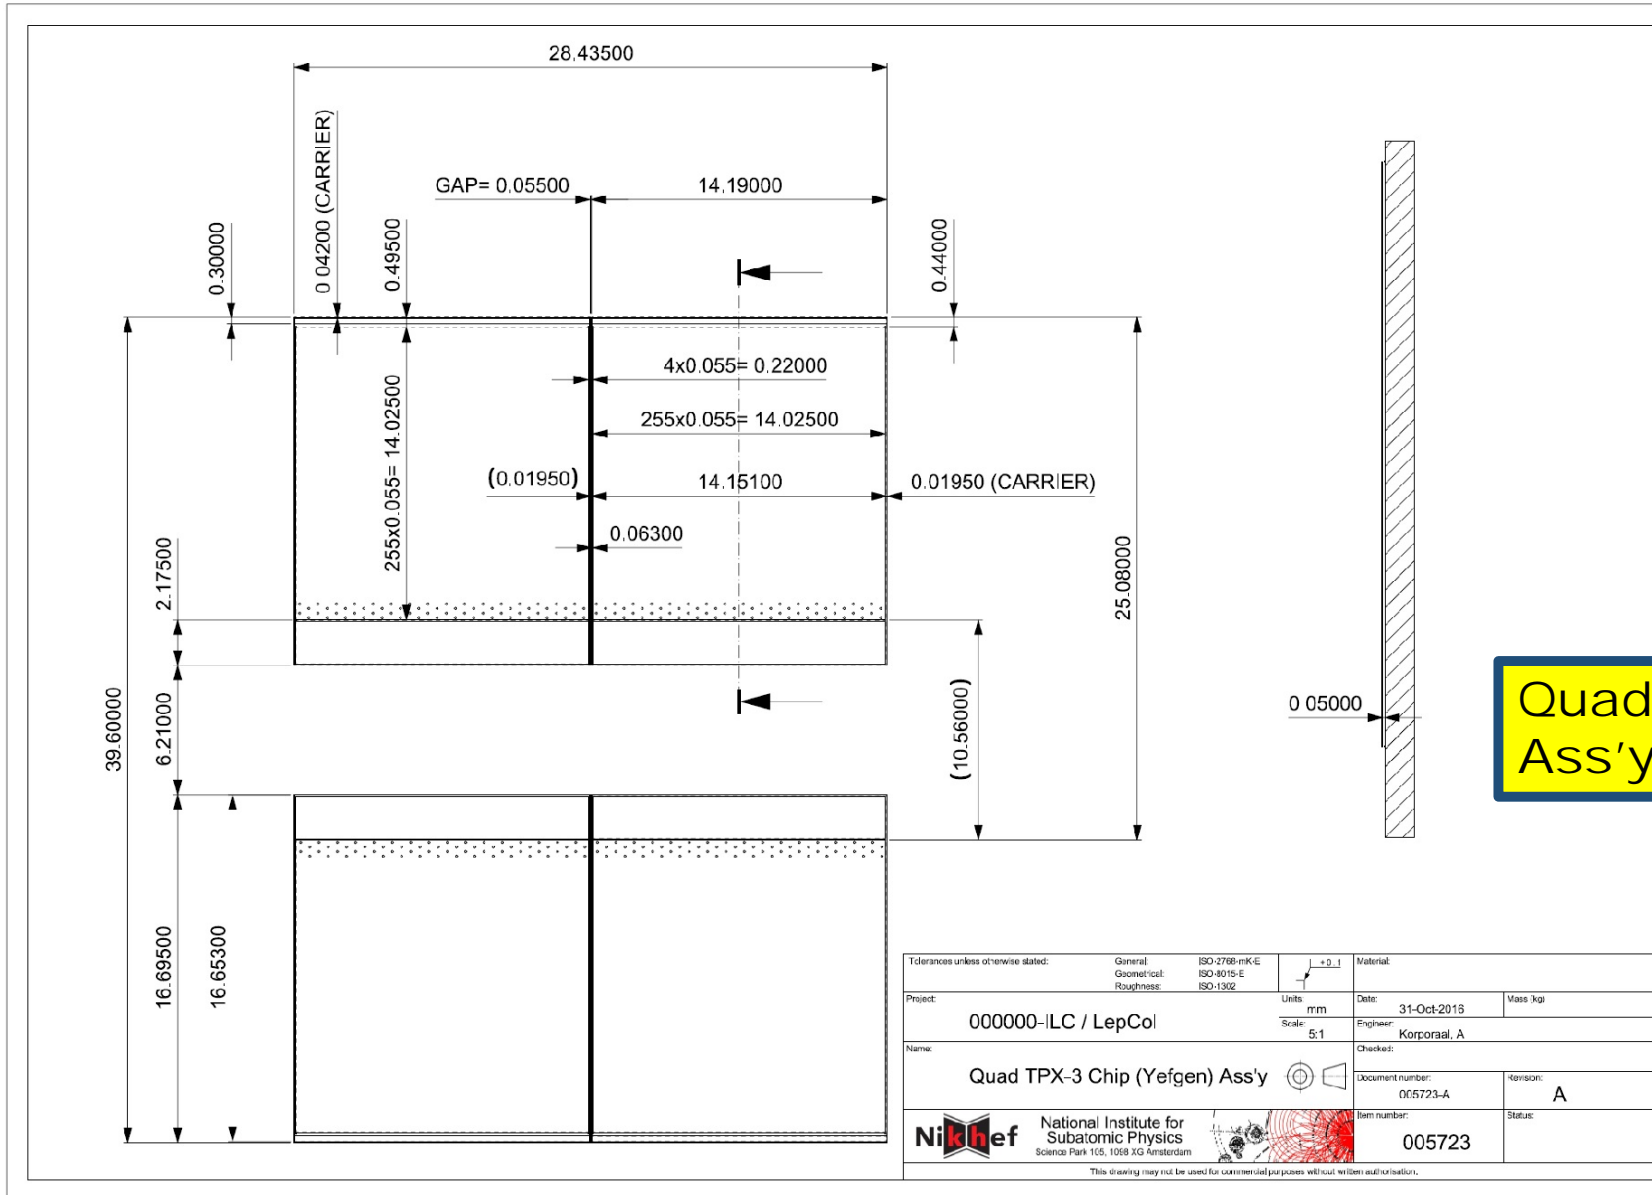 28.43500
0 04200 (CARRIER)
GAP= 0.05500
14.19000
0.30000
0.49500
0.44000
4x0.055= 0.22000
255x0.055= 14.02500
255x0.055= 14.02500
(0.01950)
14.15100
0.01950 (CARRIER)
0.06300
2.17500
25.08000
39.60000
6.21000
(10.56000)
0 05000
Quad
Ass'y
16.69500
16.65300
Tolerances unless otherwise stated:
General: ISO-2768-mK-E
Geometrical: ISO-8015-E
Roughness: ISO-1302
+0.1
Material:
Project:
000000-ILC / LepCol
Units:
mm
Date:
31-Oct-2016
Mass (kg)
Scale:
5:1
Engineer:
Korporaal, A
Name:
Quad TPX-3 Chip (Yefgen) Ass'y
Checked:
Document number:
005723-A
Revision:
A
Nikhef
National Institute for
Subatomic Physics
Science Park 105, 1098 XG Amsterdam
Item number:
005723
Status:
This drawing may not be used for commercial purposes without written authorisation.